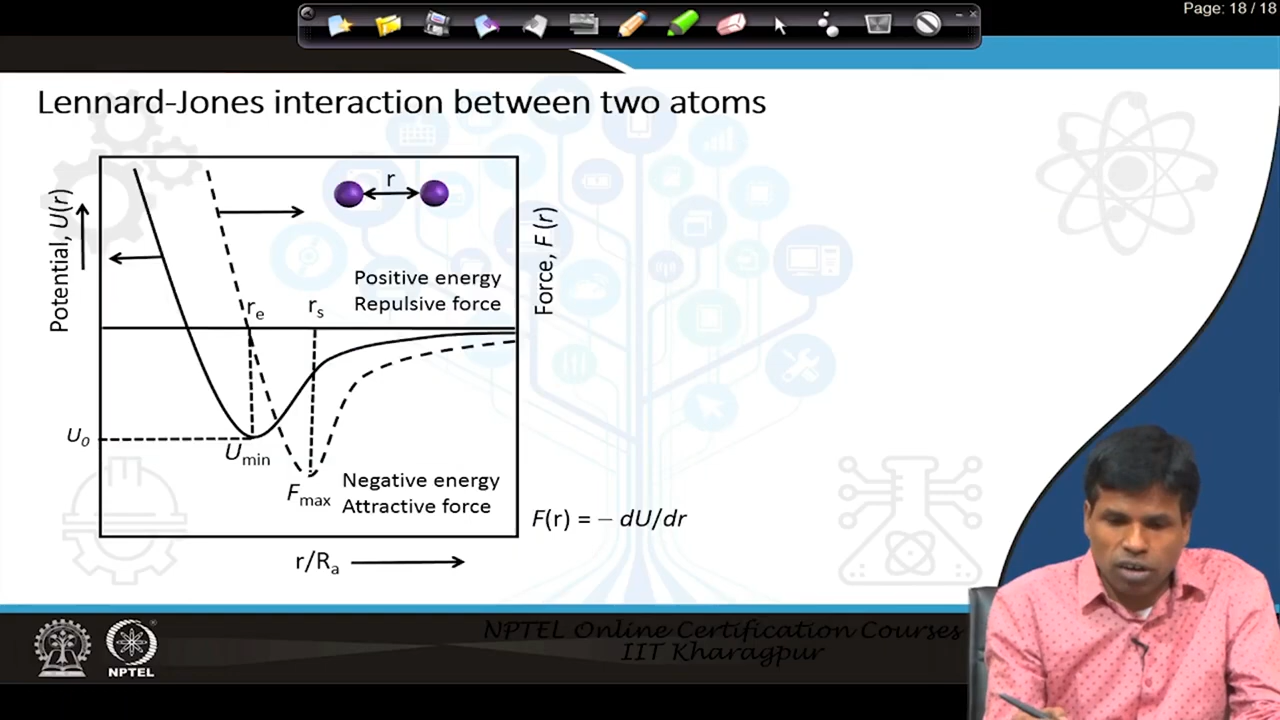 Page: 18 / 18
Lennard-Jones interaction between two atoms
Potential, U(r)
r
Force, F (r)
Positive energy
Repulsive force
rₑ
rₛ
U₀
Uₘᵢₙ
Fₘₐₓ
Negative energy
Attractive force
F(r) = – dU/dr
r/Rₐ
NPTEL Online Certification Courses
IIT Kharagpur
NPTEL